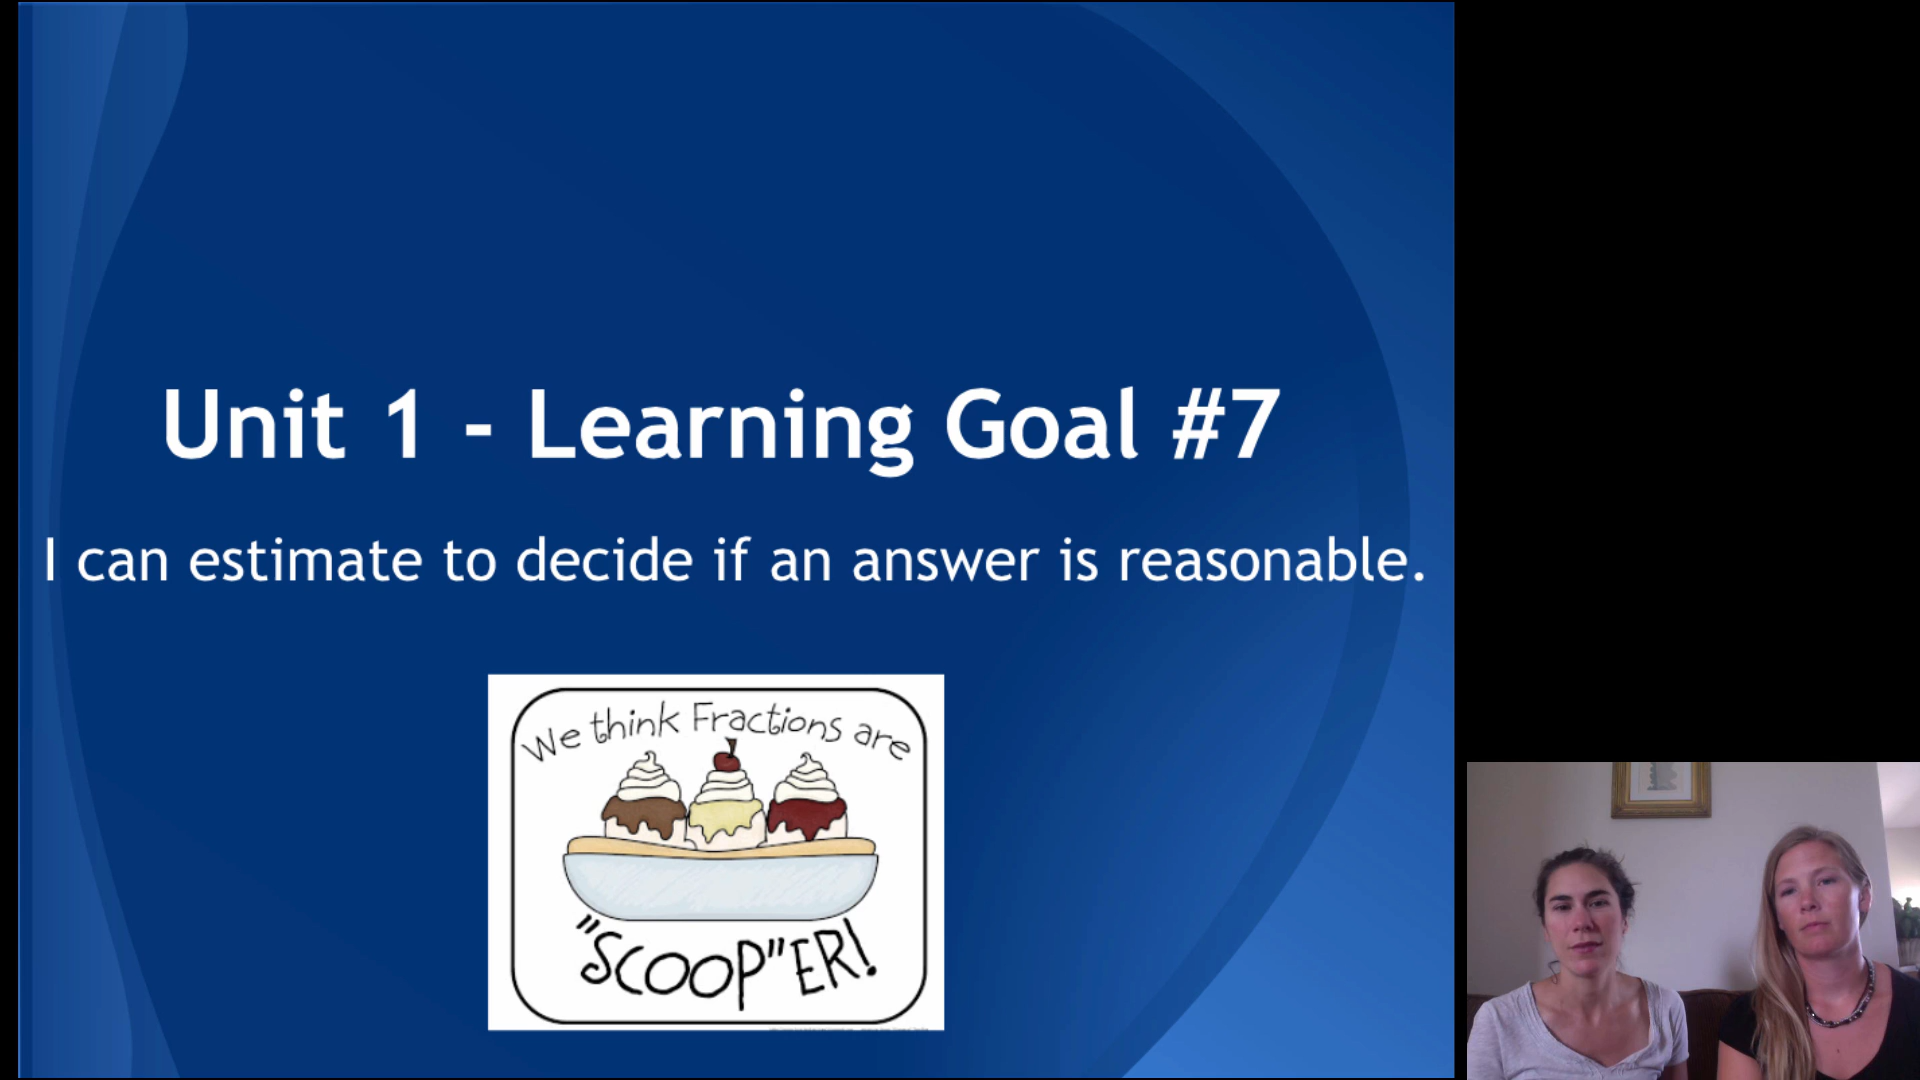 Unit 1 - Learning Goal #7
I can estimate to decide if an answer is reasonable.
We think Fractions are
"SCOOP"ER!